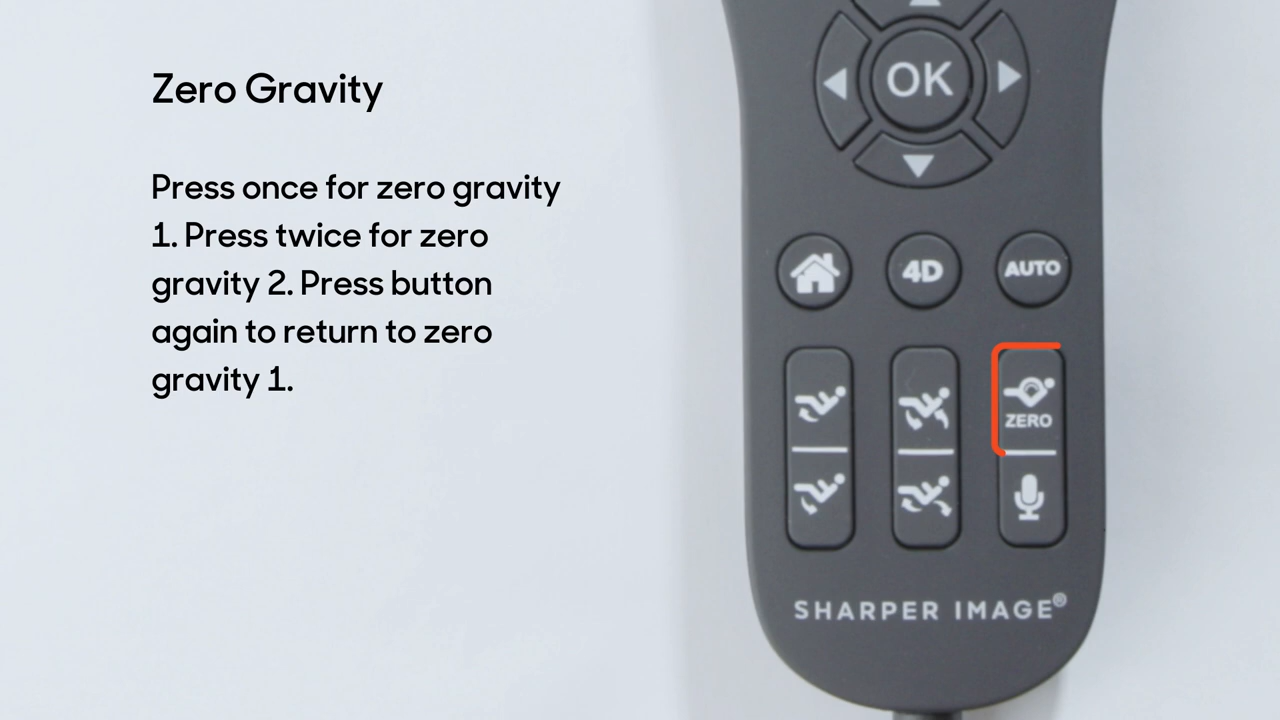 Zero Gravity
Press once for zero gravity
1. Press twice for zero
gravity 2. Press button
again to return to zero
gravity 1.
OK
4D
AUTO
ZERO
SHARPER IMAGE®